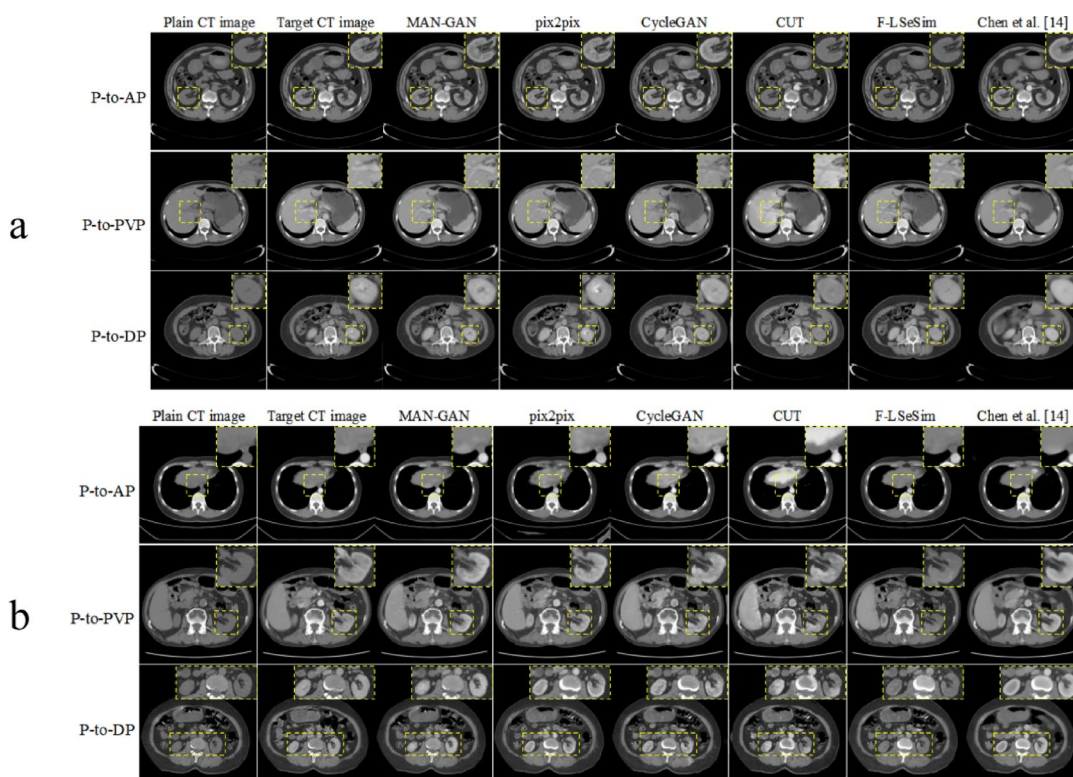 Plain CT image Target CT image MAN-GAN pix2pix CycleGAN CUT F-LSeSim Chen et al. [14]
P-to-AP
a
P-to-PVP
P-to-DP
Plain CT image Target CT image MAN-GAN pix2pix CycleGAN CUT F-LSeSim Chen et al. [14]
P-to-AP
b
P-to-PVP
P-to-DP